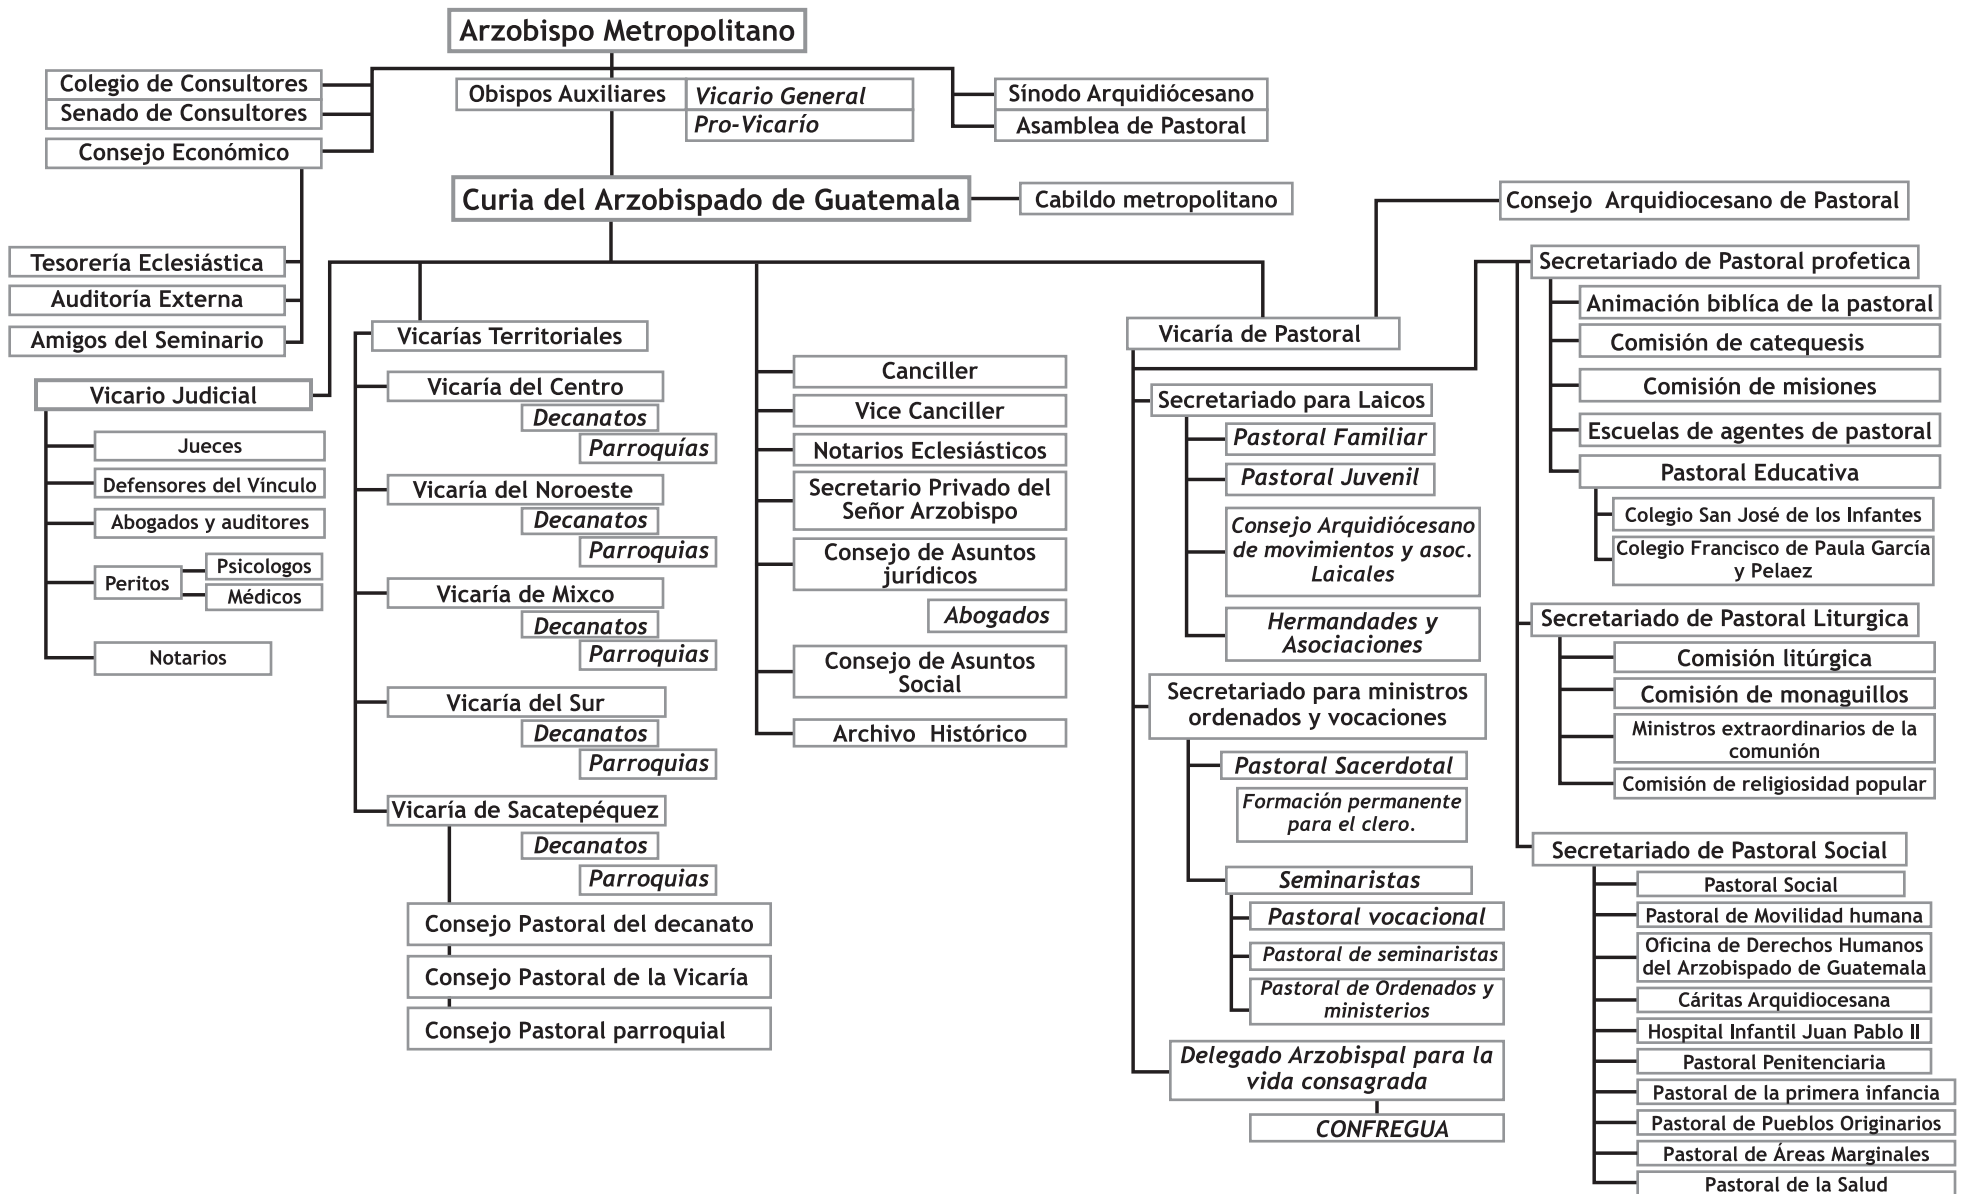 Arzobispo Metropolitano
Colegio de Consultores
Senado de Consultores
Consejo Económico
Obispos Auxiliares
Vicario General
Pro-Vicarío
Sínodo Arquidiócesano
Asamblea de Pastoral
Curia del Arzobispado de Guatemala
Cabildo metropolitano
Consejo Arquidiocesano de Pastoral
Tesorería Eclesiástica
Auditoría Externa
Amigos del Seminario
Vicario Judicial
Jueces
Defensores del Vínculo
Abogados y auditores
Peritos
Psicologos
Médicos
Notarios
Vicarías Territoriales
Vicaría del Centro
Decanatos
Parroquías
Vicaría del Noroeste
Decanatos
Parroquias
Vicaría de Mixco
Decanatos
Parroquias
Vicaría del Sur
Decanatos
Parroquias
Vicaría de Sacatepéquez
Decanatos
Parroquias
Consejo Pastoral del decanato
Consejo Pastoral de la Vicaría
Consejo Pastoral parroquial
Canciller
Vice Canciller
Notarios Eclesiásticos
Secretario Privado del
Señor Arzobispo
Consejo de Asuntos
jurídicos
Abogados
Consejo de Asuntos
Social
Archivo Histórico
Vicaría de Pastoral
Secretariado para Laicos
Pastoral Familiar
Pastoral Juvenil
Consejo Arquidiócesano
de movimientos y asoc.
Laicales
Hermandades y
Asociaciones
Secretariado para ministros
ordenados y vocaciones
Pastoral Sacerdotal
Formación permanente
para el clero.
Seminaristas
Pastoral vocacional
Pastoral de seminaristas
Pastoral de Ordenados y
ministerios
Delegado Arzobispal para la
vida consagrada
CONFREGUA
Secretariado de Pastoral profetica
Animación biblíca de la pastoral
Comisión de catequesis
Comisión de misiones
Escuelas de agentes de pastoral
Pastoral Educativa
Colegio San José de los Infantes
Colegio Francisco de Paula García
y Pelaez
Secretariado de Pastoral Liturgica
Comisión litúrgica
Comisión de monaguillos
Ministros extraordinarios de la
comunión
Comisión de religiosidad popular
Secretariado de Pastoral Social
Pastoral Social
Pastoral de Movilidad humana
Oficina de Derechos Humanos
del Arzobispado de Guatemala
Cáritas Arquidiocesana
Hospital Infantil Juan Pablo II
Pastoral Penitenciaria
Pastoral de la primera infancia
Pastoral de Pueblos Originarios
Pastoral de Áreas Marginales
Pastoral de la Salud